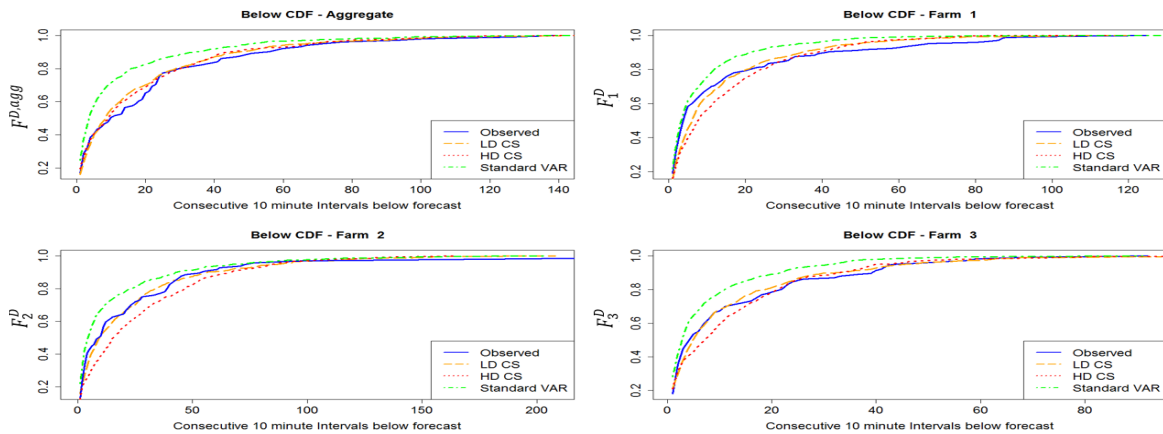 Below CDF - Aggregate
F^{D,agg}
1.0
0.8
0.6
0.4
0.2
0 20 40 60 80 100 120 140
Consecutive 10 minute Intervals below forecast
Observed
LD CS
HD CS
Standard VAR
Below CDF - Farm 1
F_1^D
1.0
0.8
0.6
0.4
0.2
0 20 40 60 80 100 120
Consecutive 10 minute Intervals below forecast
Observed
LD CS
HD CS
Standard VAR
Below CDF - Farm 2
F_2^D
1.0
0.8
0.6
0.4
0.2
0 50 100 150 200
Consecutive 10 minute Intervals below forecast
Observed
LD CS
HD CS
Standard VAR
Below CDF - Farm 3
F_3^D
1.0
0.8
0.6
0.4
0.2
0 20 40 60 80
Consecutive 10 minute Intervals below forecast
Observed
LD CS
HD CS
Standard VAR